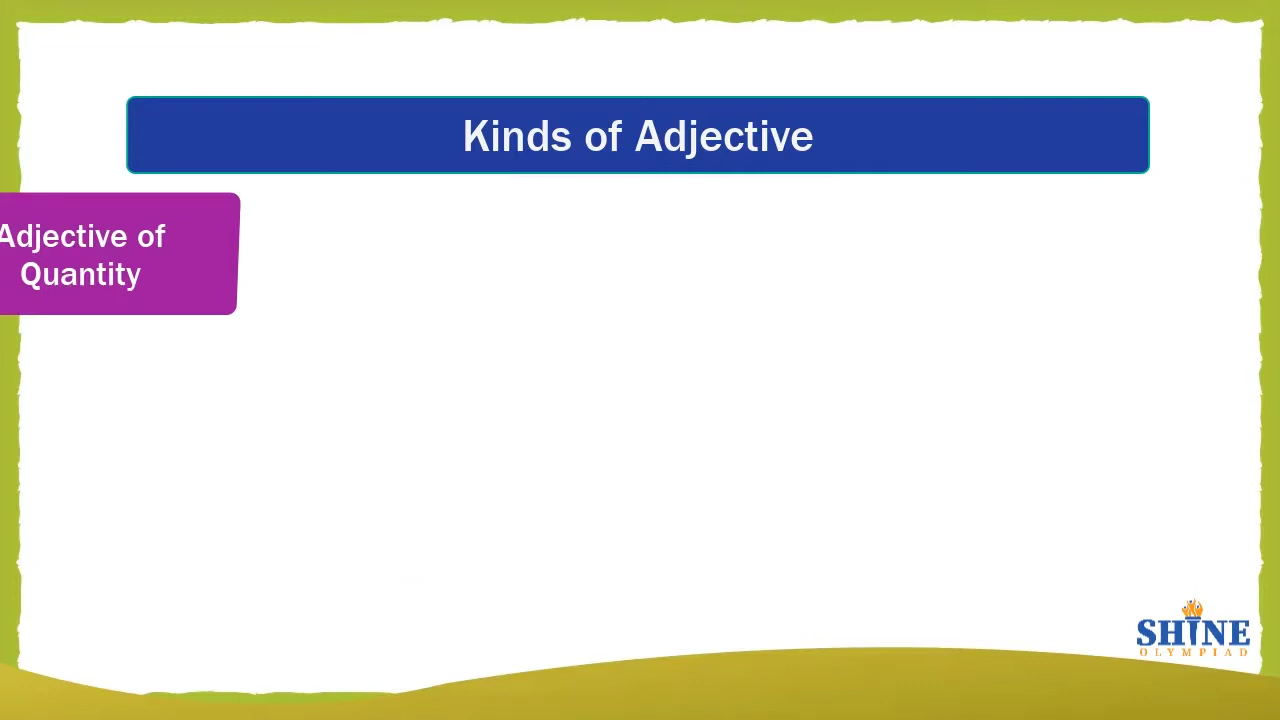 Kinds of Adjective
Adjective of
Quantity
SHINE
OLYMPIAD